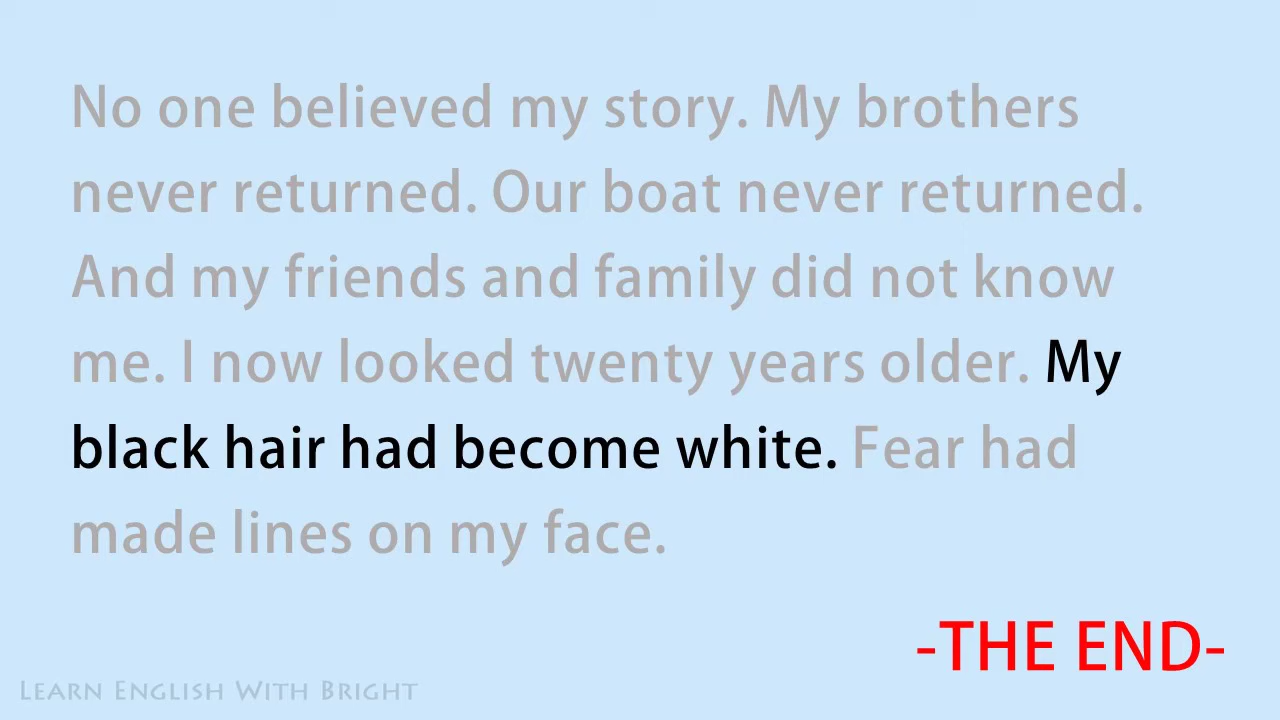 No one believed my story. My brothers
never returned. Our boat never returned.
And my friends and family did not know
me. I now looked twenty years older. My
black hair had become white. Fear had
made lines on my face.
-THE END-
LEARN ENGLISH WITH BRIGHT